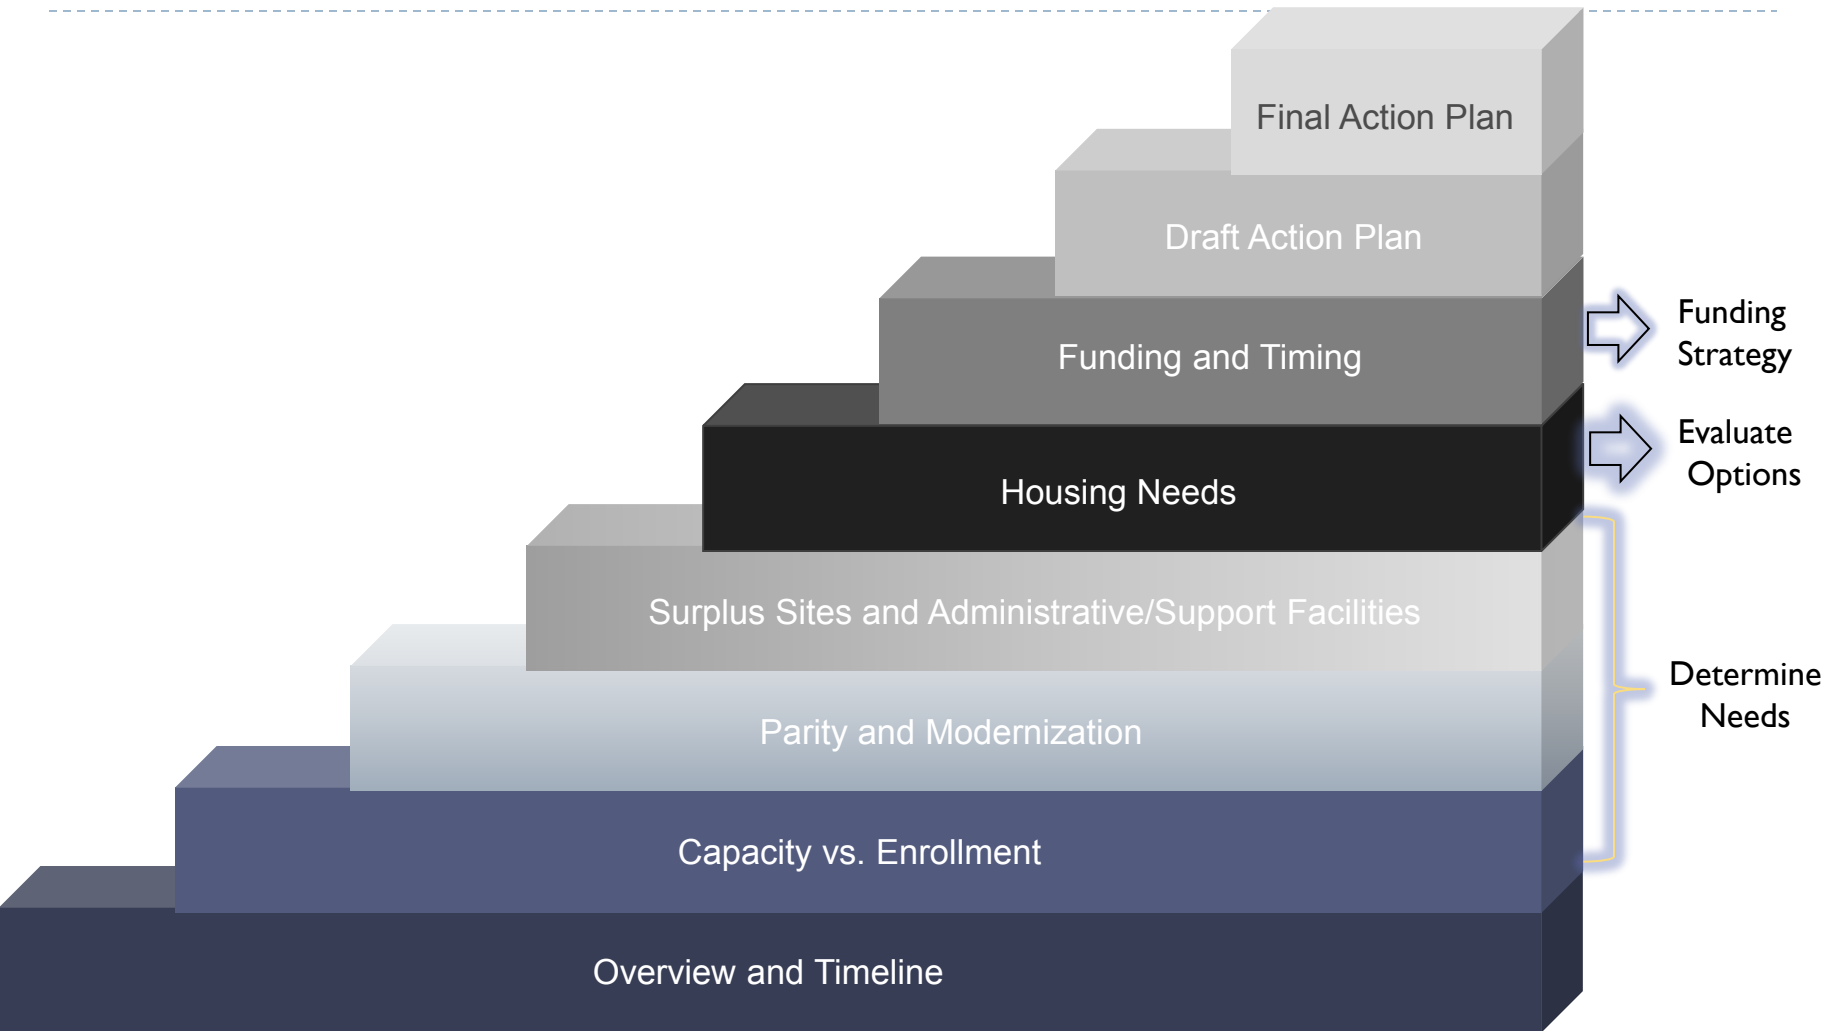 Final Action Plan
Draft Action Plan
Funding and Timing
Funding
Strategy
Housing Needs
Evaluate
Options
Surplus Sites and Administrative/Support Facilities
Parity and Modernization
Determine
Needs
Capacity vs. Enrollment
Overview and Timeline